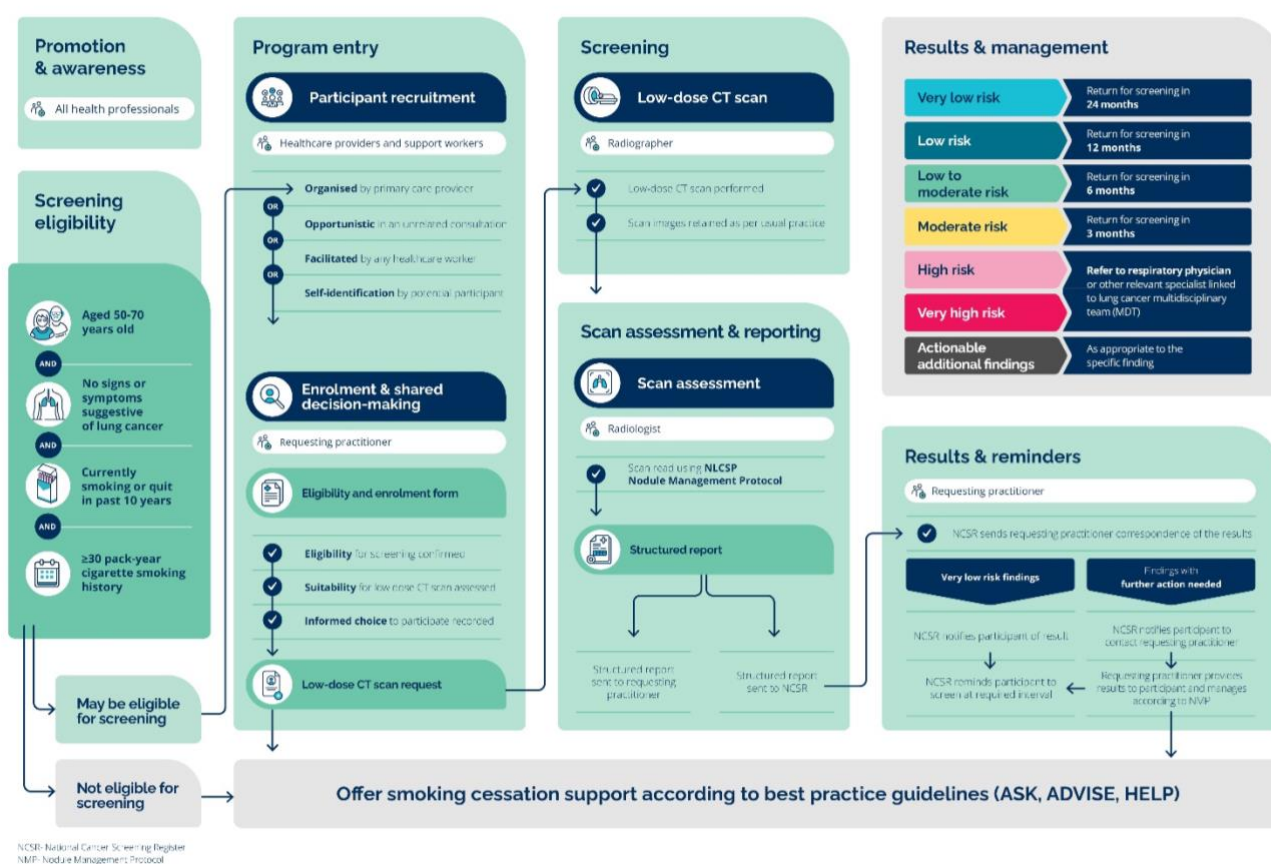 Promotion
& awareness
All health professionals
Screening
eligibility
Aged 50-70
years old
AND
No signs or
symptoms
suggestive
of lung cancer
AND
Currently
smoking or quit
in past 10 years
AND
≥30 pack-year
cigarette smoking
history
May be eligible
for screening
Not eligible for
screening
Program entry
Participant recruitment
Healthcare providers and support workers
Organised by primary care provider
OR
Opportunistic in an unrelated consultation
OR
Facilitated by any healthcare worker
OR
Self-identification by potential participant
Enrolment & shared
decision-making
Requesting practitioner
Eligibility and enrolment form
Eligibility for screening confirmed
Suitability for low dose CT scan assessed
Informed choice to participate recorded
Low-dose CT scan request
Screening
Low-dose CT scan
Radiographer
Low-dose CT scan performed
Scan images retained as per usual practice
Scan assessment & reporting
Scan assessment
Radiologist
Scan read using NLCSP
Nodule Management Protocol
Structured report
Structured report
sent to requesting
practitioner
Structured report
sent to NCSR
Results & management
Very low risk
Return for screening in
24 months
Low risk
Return for screening in
12 months
Low to
moderate risk
Return for screening in
6 months
Moderate risk
Return for screening in
3 months
High risk
Very high risk
Refer to respiratory physician
or other relevant specialist linked
to lung cancer multidisciplinary
team (MDT)
Actionable
additional findings
As appropriate to the
specific finding
Results & reminders
Requesting practitioner
NCSR sends requesting practitioner correspondence of the results
Very low risk findings
NCSR notifies participant of result
NCSR reminds participant to
screen at required interval
Findings with
further action needed
NCSR notifies participant to
contact requesting practitioner
Requesting practitioner provides
results to participant and manages
according to NMP
Offer smoking cessation support according to best practice guidelines (ASK, ADVISE, HELP)
NCSR- National Cancer Screening Register
NMP- Nodule Management Protocol